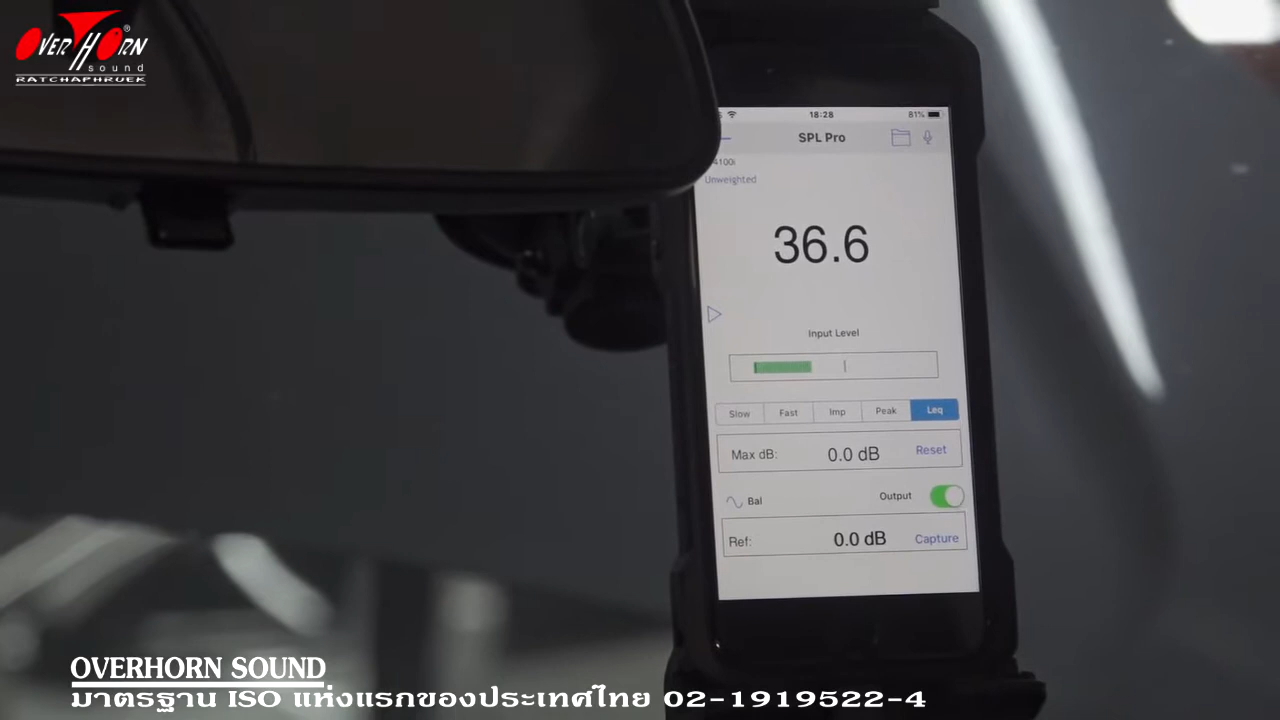 OVERHORN®
sound
RATCHAPHRUEK
18:28 81%
SPL Pro
4100i
Unweighted
36.6
Input Level
Slow Fast Imp Peak Leq
Max dB: 0.0 dB Reset
Bal Output
Ref: 0.0 dB Capture
OVERHORN SOUND
มาตรฐาน ISO แห่งแรกของประเทศไทย 02-1919522-4